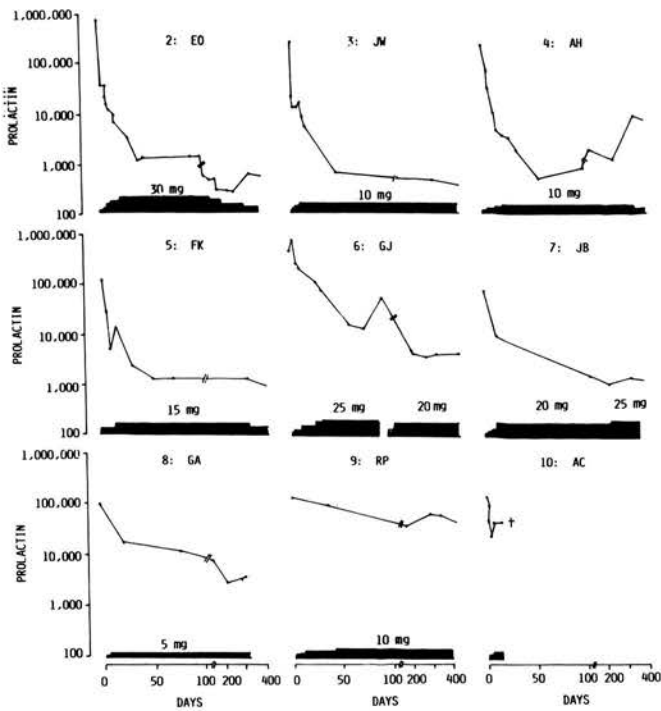 1,000,000
2: EO
3: JW
4: AH
100,000
PROLACTIN
10,000
1,000
30 mg
10 mg
10 mg
100
1,000,000
5: FK
6: GJ
7: JB
100,000
PROLACTIN
10,000
1,000
15 mg
25 mg
20 mg
20 mg
25 mg
100
1,000,000
8: GA
9: RP
10: AC
100,000
†
PROLACTIN
10,000
1,000
5 mg
10 mg
100
0 50 100 200 400
0 50 100 200 400
0 50 100 200 400
DAYS
DAYS
DAYS